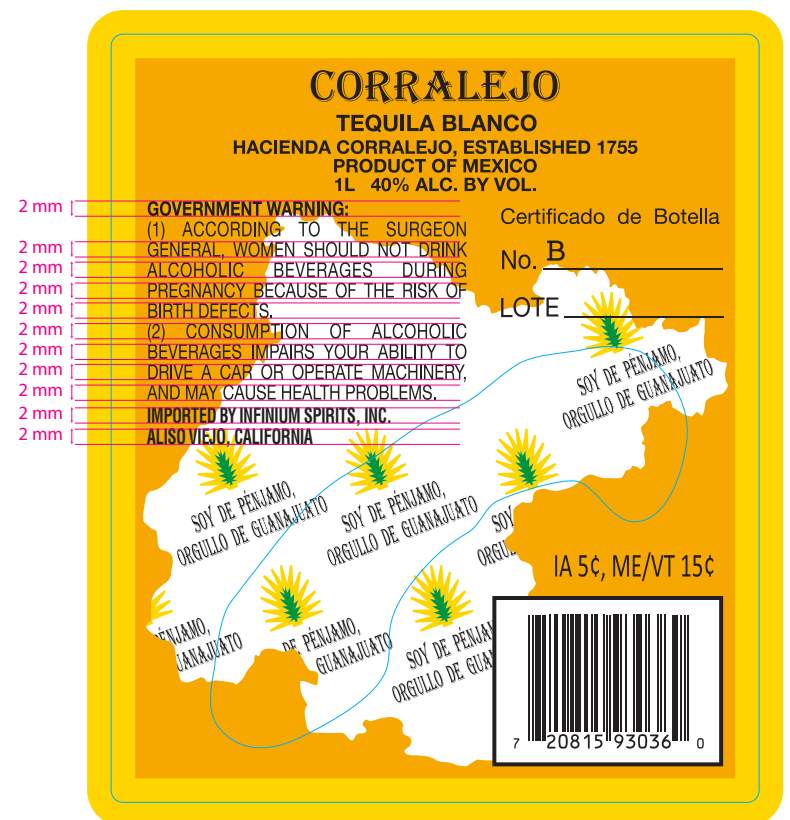 CORRALEJO
TEQUILA BLANCO
HACIENDA CORRALEJO, ESTABLISHED 1755
PRODUCT OF MEXICO
1L 40% ALC. BY VOL.
2 mm
2 mm
2 mm
2 mm
2 mm
2 mm
2 mm
2 mm
2 mm
2 mm
2 mm
GOVERNMENT WARNING:
(1) ACCORDING TO THE SURGEON
GENERAL, WOMEN SHOULD NOT DRINK
ALCOHOLIC BEVERAGES DURING
PREGNANCY BECAUSE OF THE RISK OF
BIRTH DEFECTS.
(2) CONSUMPTION OF ALCOHOLIC
BEVERAGES IMPAIRS YOUR ABILITY TO
DRIVE A CAR OR OPERATE MACHINERY,
AND MAY CAUSE HEALTH PROBLEMS.
IMPORTED BY INFINIUM SPIRITS, INC.
ALISO VIEJO, CALIFORNIA
Certificado de Botella
No. B
LOTE
SOY DE PÉNJAMO,
ORGULLO DE GUANAJUATO
SOY DE PÉNJAMO,
ORGULLO DE GUANAJUATO
SOY DE PÉNJAMO,
ORGULLO DE GUANAJUATO
SOY
ORGU
PÉNJAMO,
UANAJUATO
DE PÉNJAMO,
GUANAJUATO
SOY DE PÉNJAM
ORGULLO DE GUA
IA 5¢, ME/VT 15¢
7 20815 93036 0